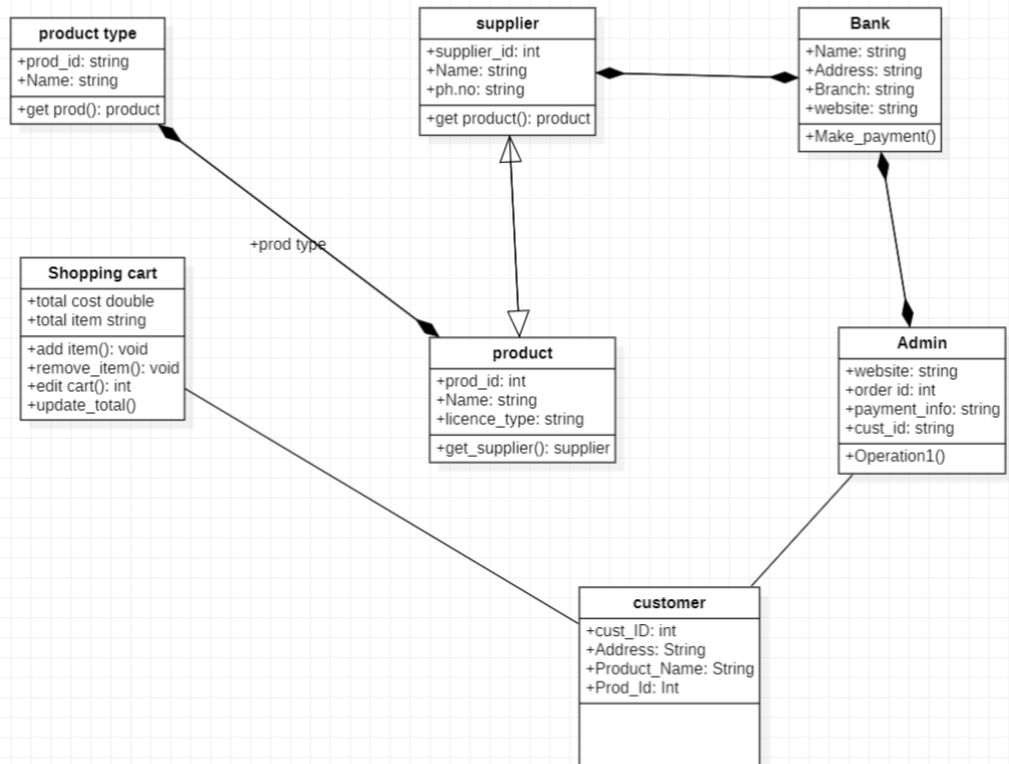 product type
+prod_id: string
+Name: string
+get prod(): product
supplier
+supplier_id: int
+Name: string
+ph.no: string
+get product(): product
Bank
+Name: string
+Address: string
+Branch: string
+website: string
+Make_payment()
+prod type
Shopping cart
+total cost double
+total item string
+add item(): void
+remove_item(): void
+edit cart(): int
+update_total()
product
+prod_id: int
+Name: string
+licence_type: string
+get_supplier(): supplier
Admin
+website: string
+order id: int
+payment_info: string
+cust_id: string
+Operation1()
customer
+cust_ID: int
+Address: String
+Product_Name: String
+Prod_Id: Int